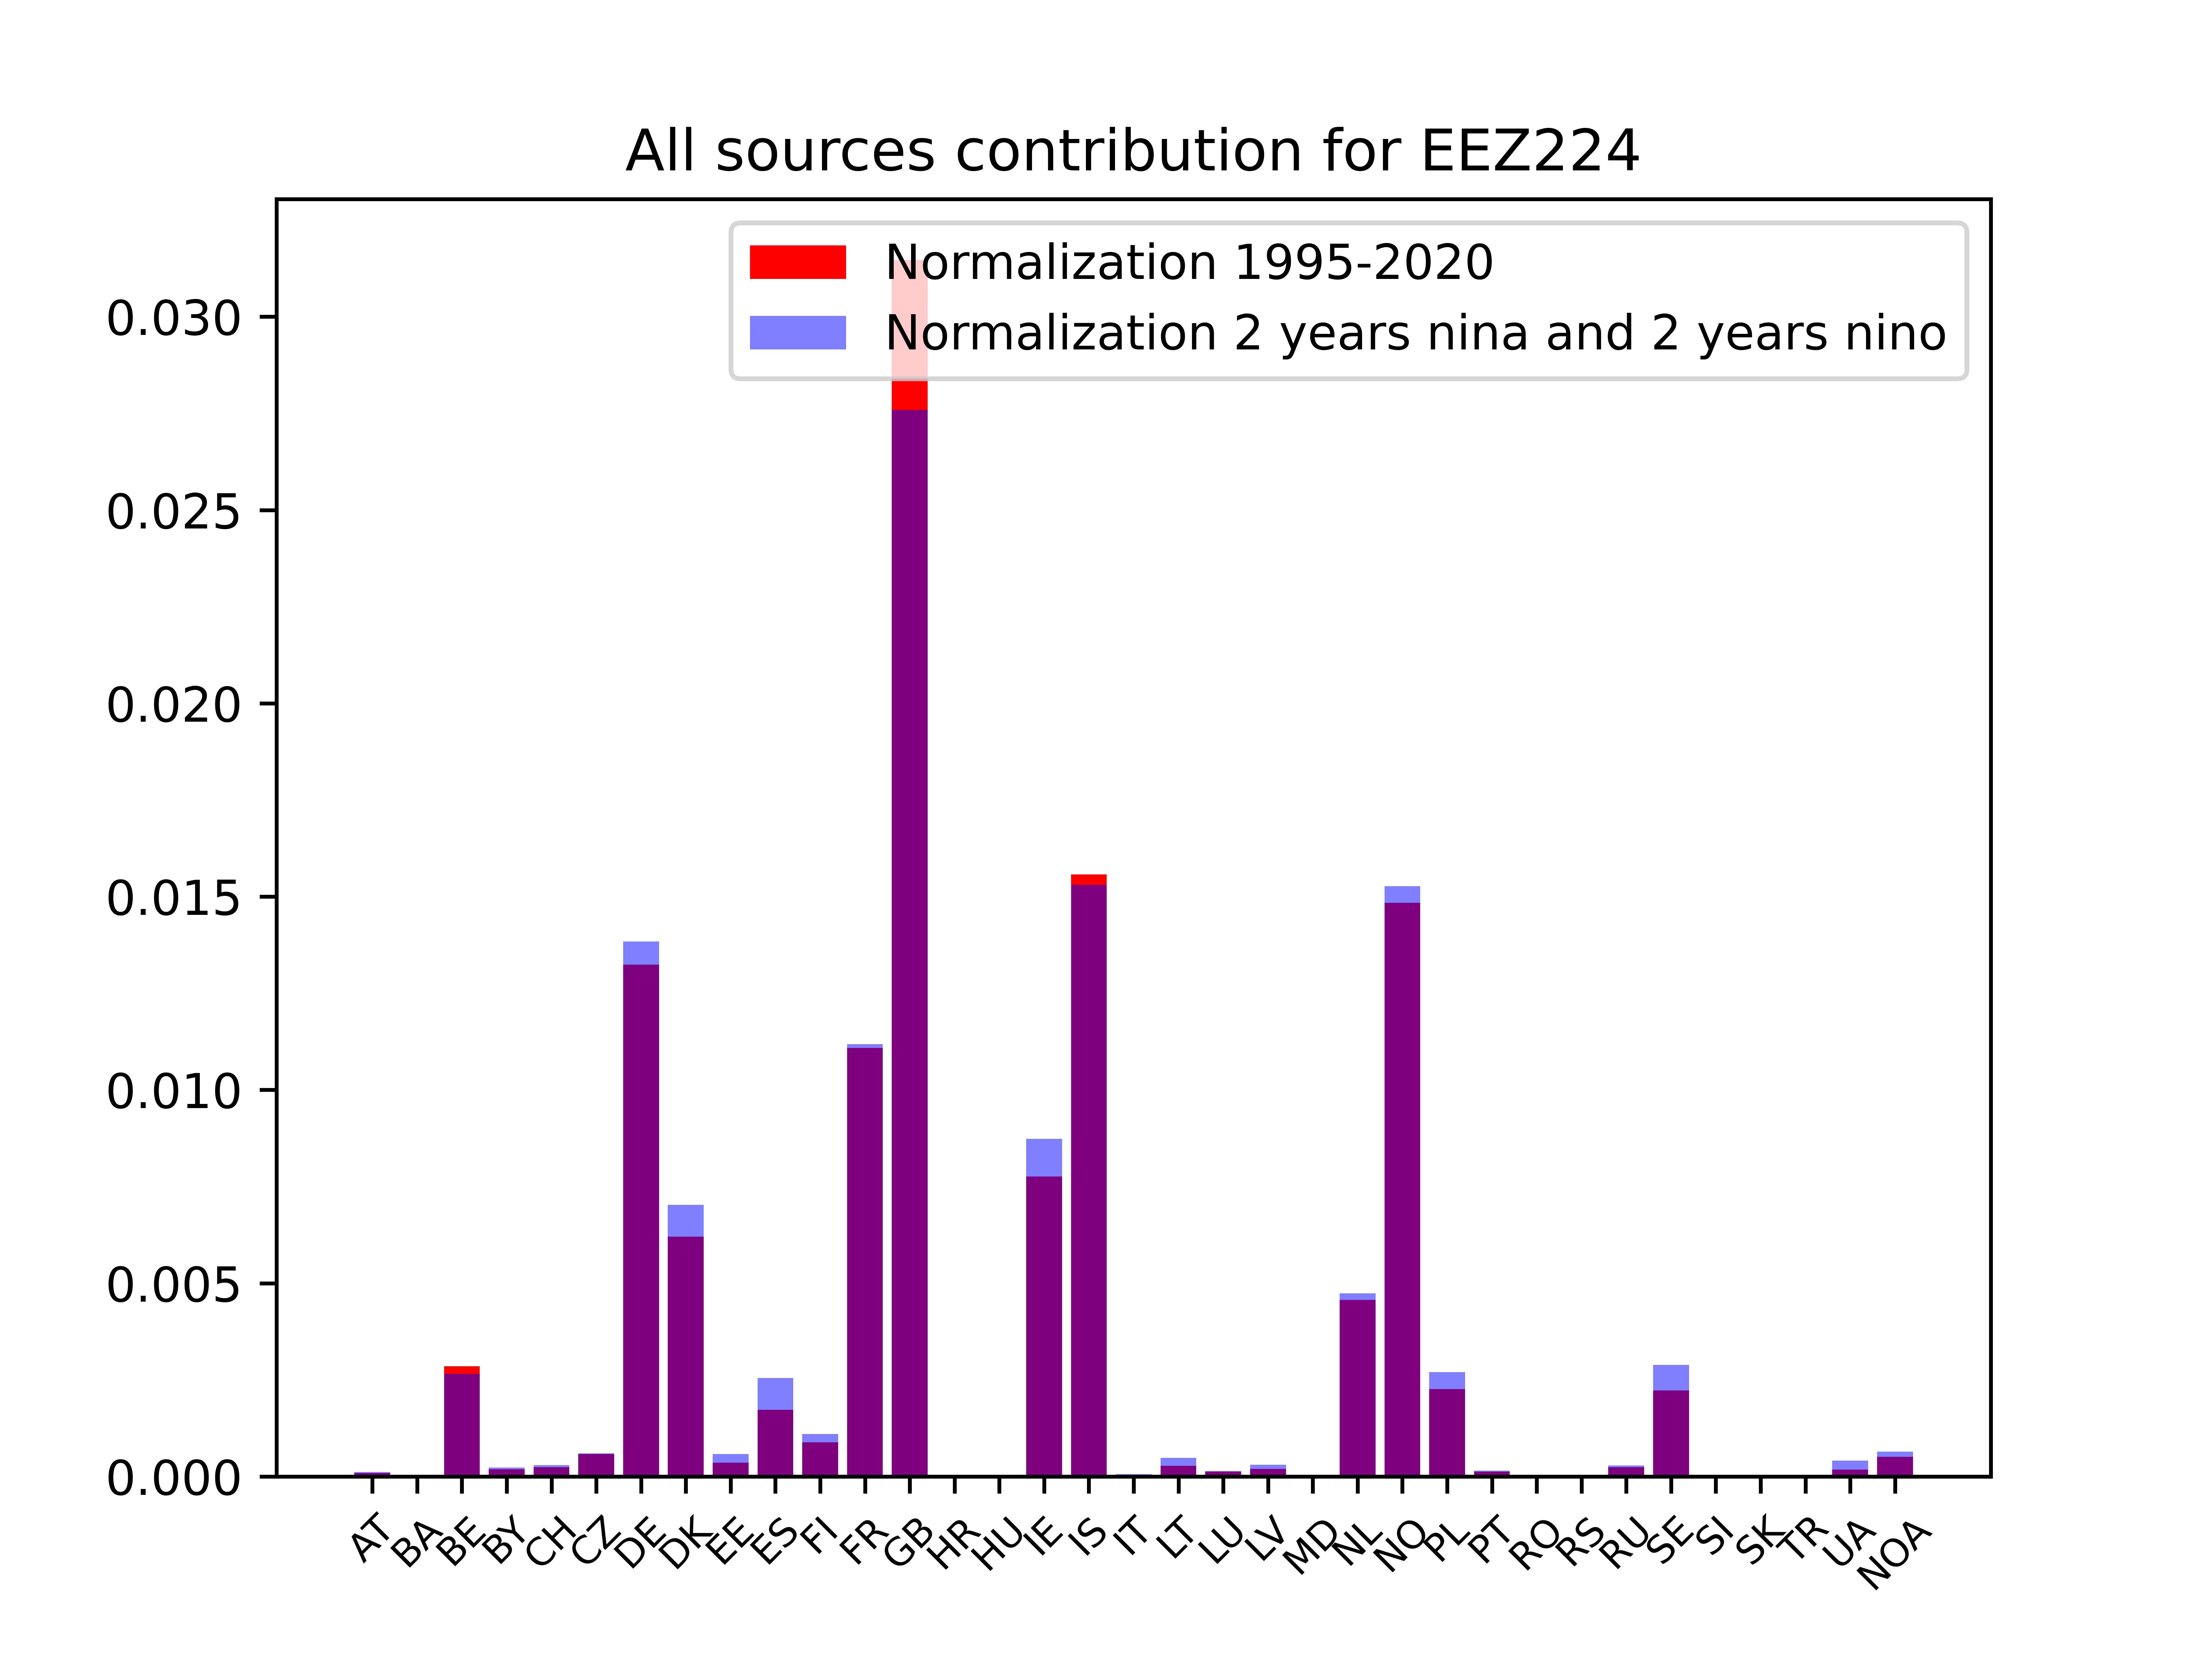 All sources contribution for EEZ224
Normalization 1995-2020
Normalization 2 years nina and 2 years nino
0.030
0.025
0.020
0.015
0.010
0.005
0.000
AT BA BE BY CH CZ DE DK EE ES FI FR GB HR HU IE IS IT LT LU LV MD NL NO PL PT RO RS RU SE SI SK TR UA NOA